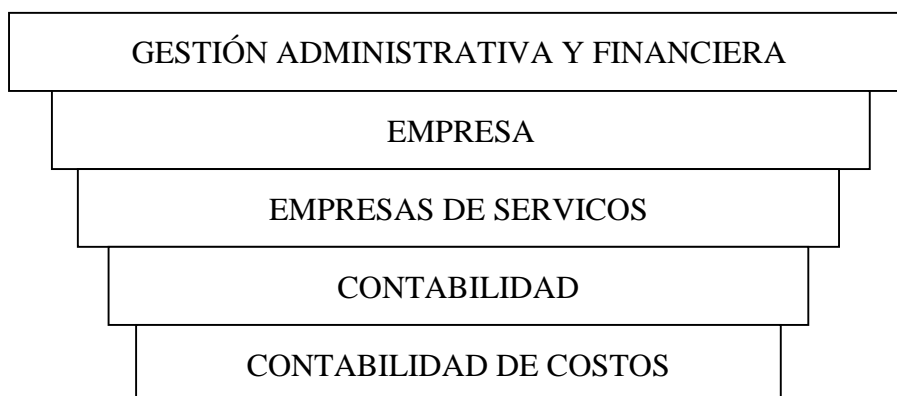 GESTIÓN ADMINISTRATIVA Y FINANCIERA
EMPRESA
EMPRESAS DE SERVICOS
CONTABILIDAD
CONTABILIDAD DE COSTOS